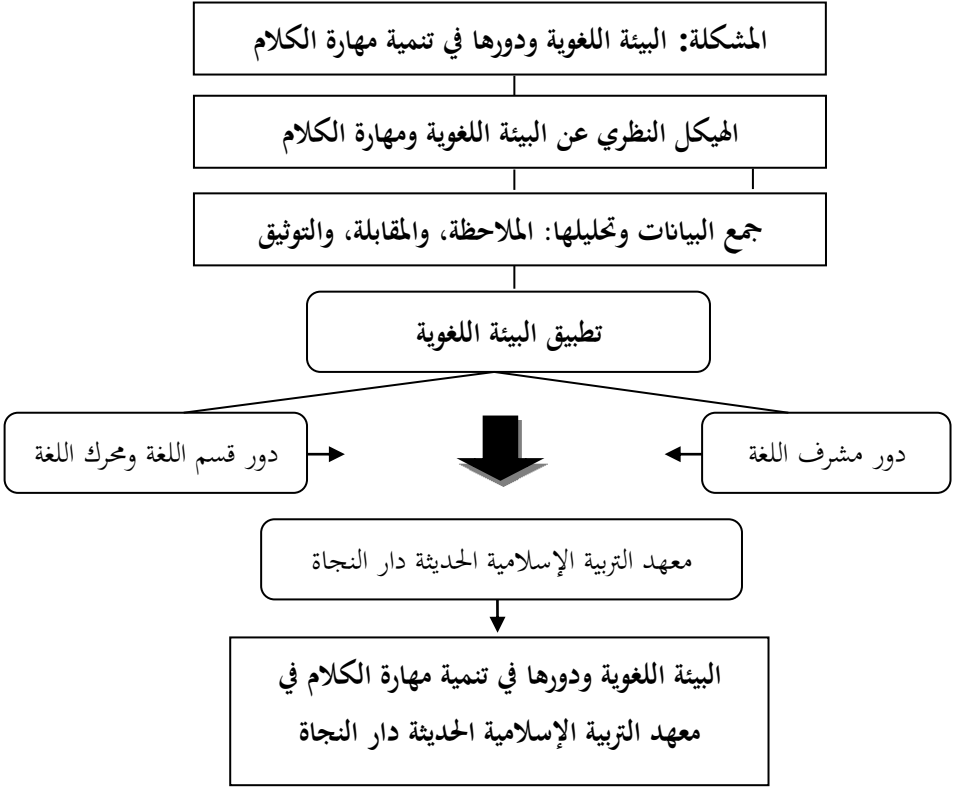 المشكلة: البيئة اللغوية ودورها في تنمية مهارة الكلام
الهيكل النظري عن البيئة اللغوية ومهارة الكلام
جمع البيانات وتحليلها: الملاحظة، والمقابلة، والتوثيق
تطبيق البيئة اللغوية
دور مشرف اللغة
دور قسم اللغة ومحرك اللغة
معهد التربية الإسلامية الحديثة دار النجاة
البيئة اللغوية ودورها في تنمية مهارة الكلام في
معهد التربية الإسلامية الحديثة دار النجاة